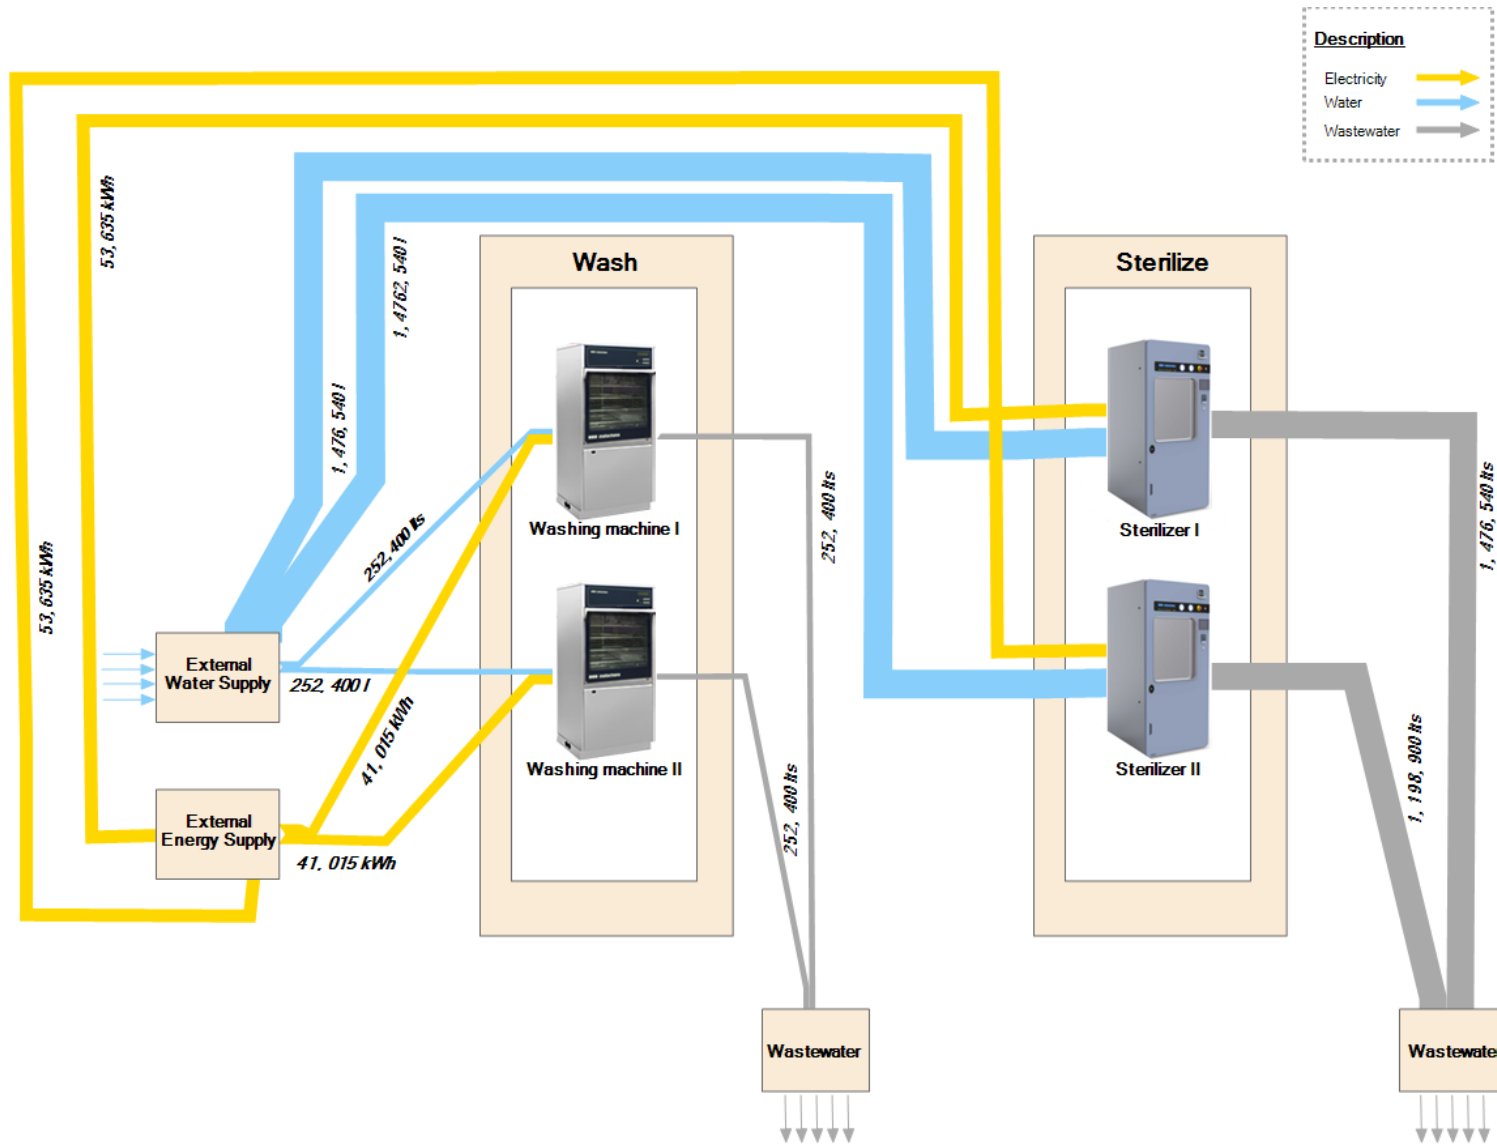 Description
Electricity
Water
Wastewater
53, 635 kWh
1, 4762, 540 l
Wash
Sterilize
1, 476, 540 l
252, 400 lts
Washing machine I
Sterilizer I
252, 400 lts
1, 476, 540 lts
53, 635 kWh
External
Water Supply
252, 400 l
41, 015 kWh
Washing machine II
Sterilizer II
252, 400 lts
1, 198, 900 lts
External
Energy Supply
41, 015 kWh
Wastewater
Wastewate